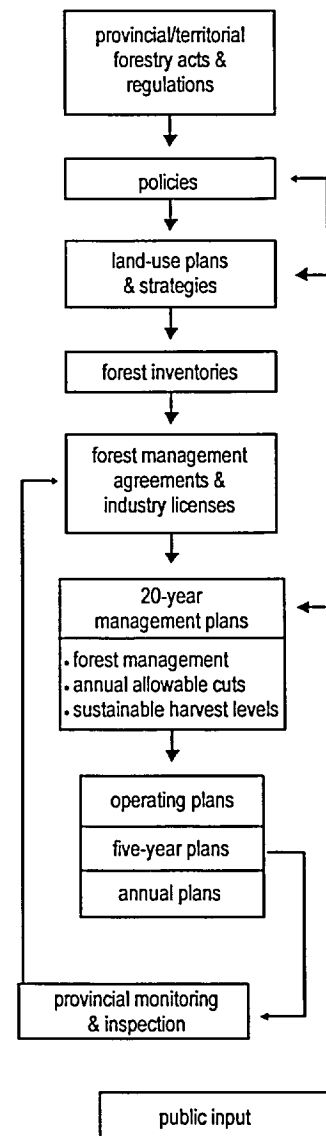 provincial/territorial
forestry acts &
regulations
policies
land-use plans
& strategies
forest inventories
forest management
agreements &
industry licenses
20-year
management plans
• forest management
• annual allowable cuts
• sustainable harvest levels
operating plans
five-year plans
annual plans
provincial monitoring
& inspection
public input